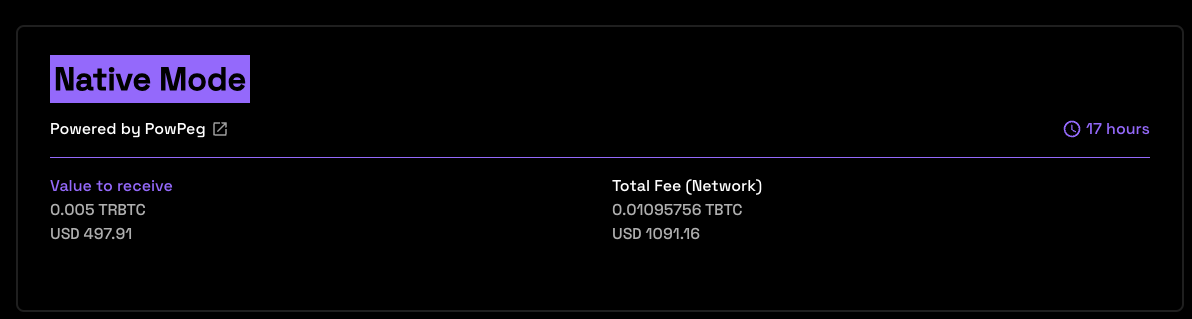 Native Mode
Powered by PowPeg
17 hours
Value to receive
0.005 TRBTC
USD 497.91
Total Fee (Network)
0.01095756 TBTC
USD 1091.16